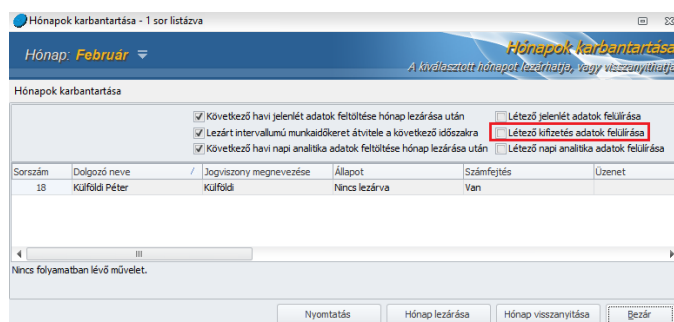 Hónapok karbantartása - 1 sor listázva
Hónap: Február
Hónapok karbantartása
A kiválasztott hónapot lezárhatja, vagy visszanyithatja
Hónapok karbantartása
Következő havi jelenlét adatok feltöltése hónap lezárása után Létező jelenlét adatok felülírása
Lezárt intervallumú munkaidőkeret átvitele a következő időszakra Létező kifizetés adatok felülírása
Következő havi napi analitika adatok feltöltése hónap lezárása után Létező napi analitika adatok felülírása
Sorszám Dolgozó neve / Jogviszony megnevezése Állapot Számfejtés Üzenet
18 Külföldi Péter Külföldi Nincs lezárva Van
Nincs folyamatban lévő művelet.
Nyomtatás Hónap lezárása Hónap visszanyitása Bezár